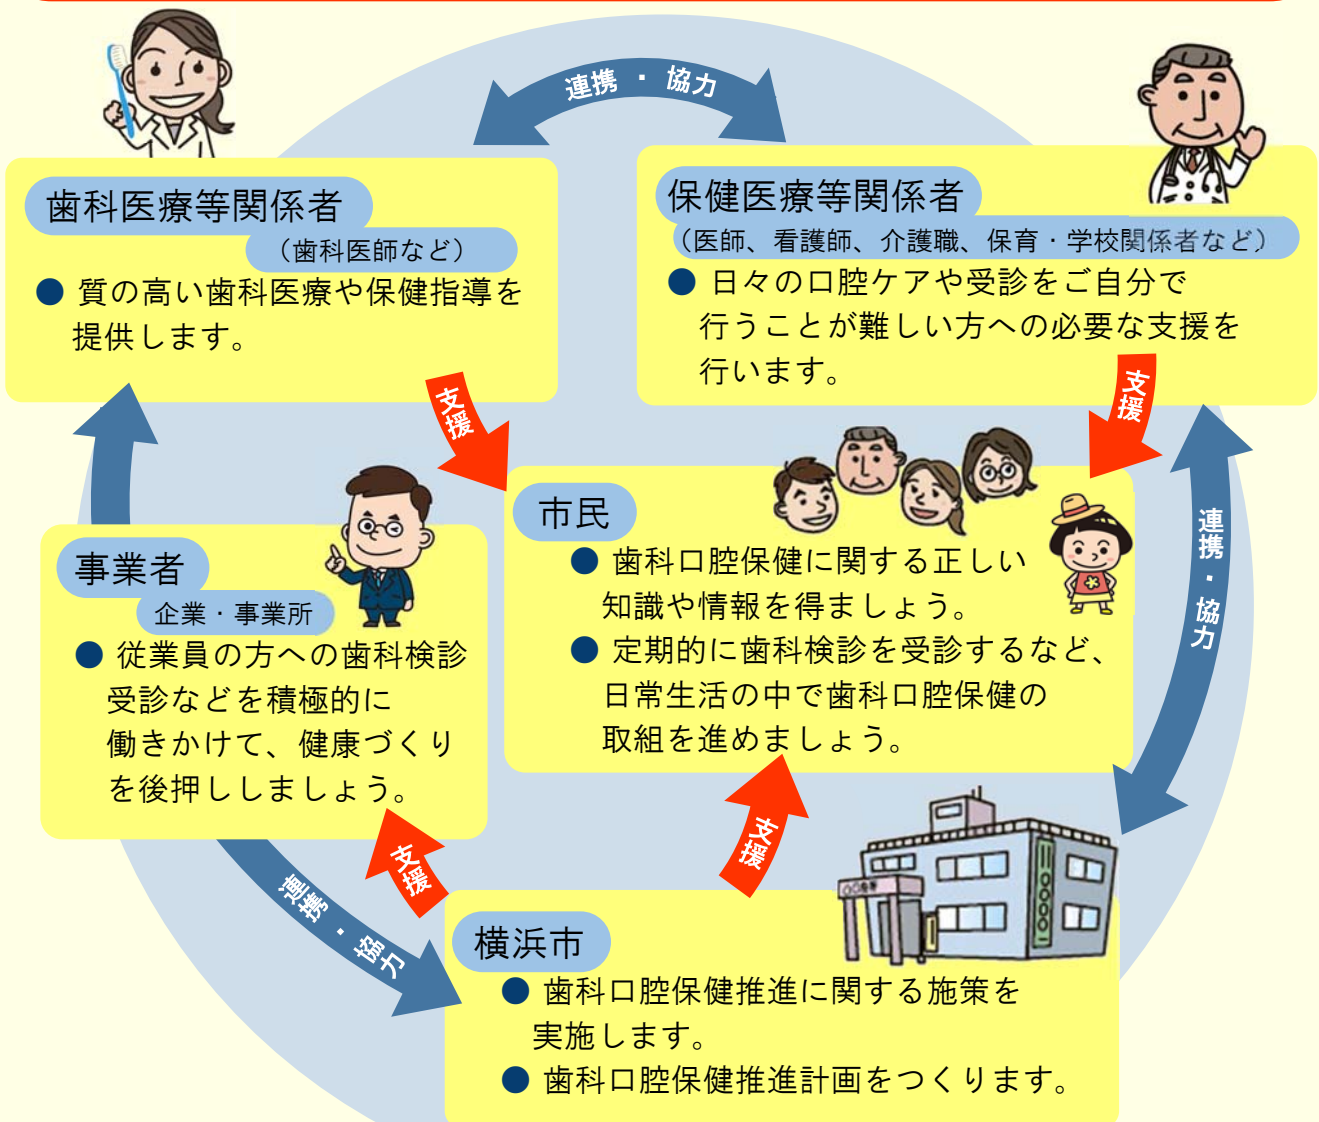 連携・協力
歯科医療等関係者
（歯科医師など）
● 質の高い歯科医療や保健指導を
提供します。
保健医療等関係者
（医師、看護師、介護職、保育・学校関係者など）
● 日々の口腔ケアや受診をご自分で
行うことが難しい方への必要な支援を
行います。
支援
支援
市民
● 歯科口腔保健に関する正しい
知識や情報を得ましょう。
● 定期的に歯科検診を受診するなど、
日常生活の中で歯科口腔保健の
取組を進めましょう。
連携・協力
事業者
企業・事業所
● 従業員の方への歯科検診
受診などを積極的に
働きかけて、健康づくり
を後押ししましょう。
支援
支援
連携・協力
横浜市
● 歯科口腔保健推進に関する施策を
実施します。
● 歯科口腔保健推進計画をつくります。